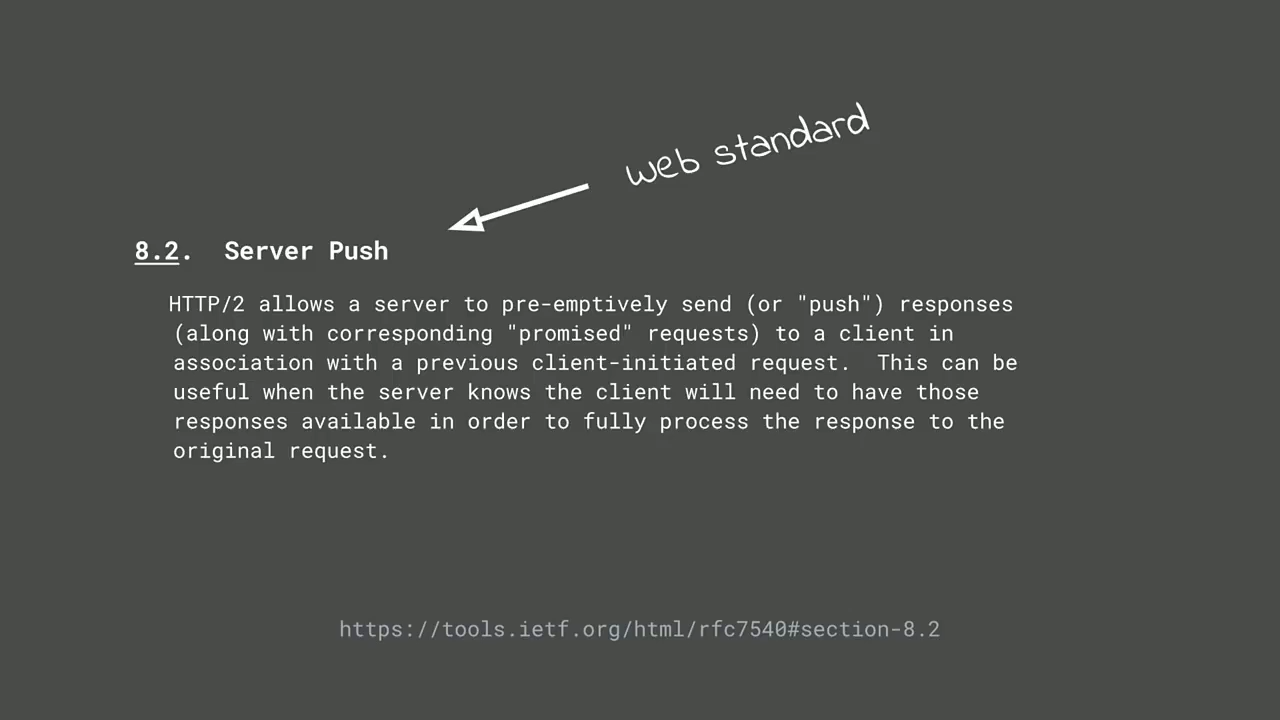 web standard
8.2.  Server Push
HTTP/2 allows a server to pre-emptively send (or "push") responses
(along with corresponding "promised" requests) to a client in
association with a previous client-initiated request.  This can be
useful when the server knows the client will need to have those
responses available in order to fully process the response to the
original request.
https://tools.ietf.org/html/rfc7540#section-8.2